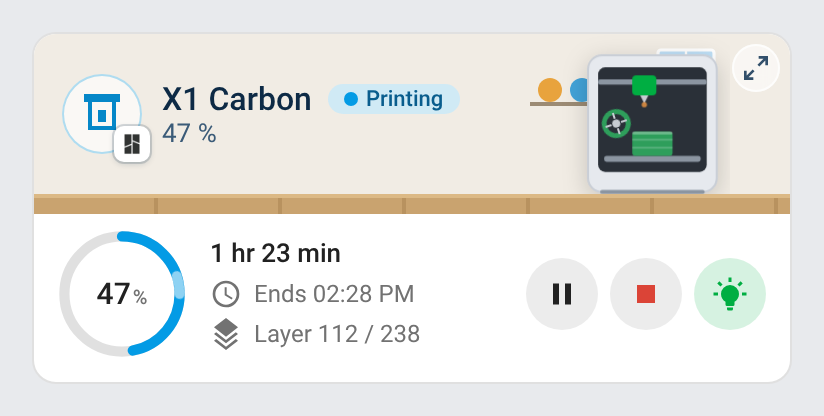 X1 Carbon
Printing
47 %
47%
1 hr 23 min
Ends 02:28 PM
Layer 112 / 238